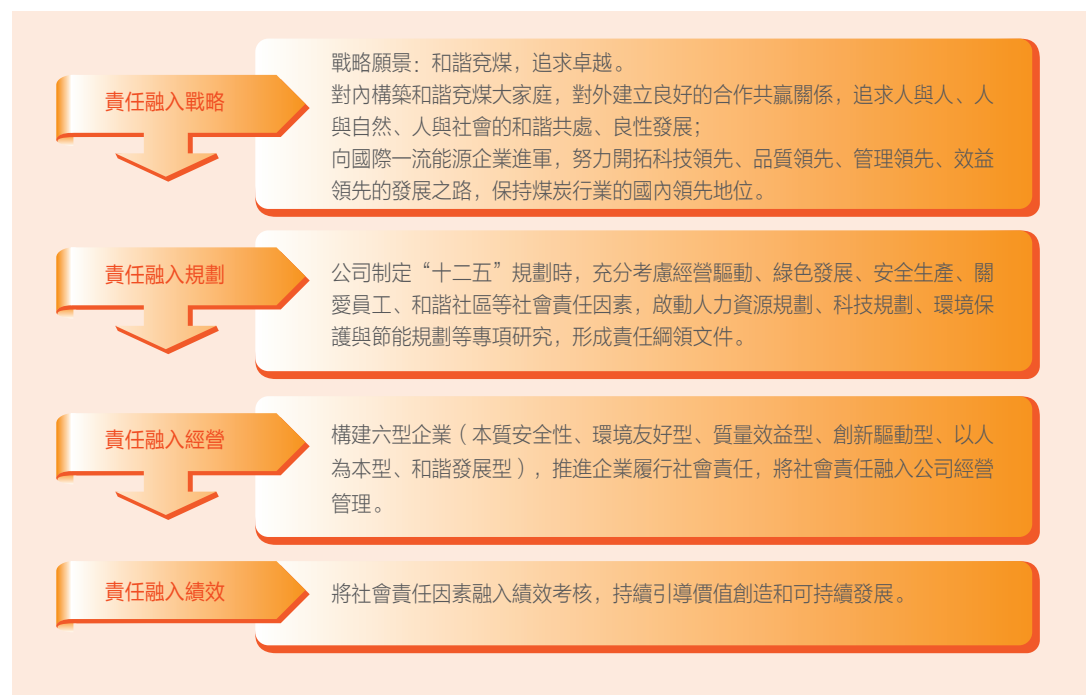 責任融入戰略
戰略願景：和諧兗煤，追求卓越。
對內構築和諧兗煤大家庭，對外建立良好的合作共贏關係，追求人與人、人
與自然、人與社會的和諧共處、良性發展；
向國際一流能源企業進軍，努力開拓科技領先、品質領先、管理領先、效益
領先的發展之路，保持煤炭行業的國內領先地位。
責任融入規劃
公司制定“十二五”規劃時，充分考慮經營驅動、綠色發展、安全生產、關
愛員工、和諧社區等社會責任因素，啟動人力資源規劃、科技規劃、環境保
護與節能規劃等專項研究，形成責任綱領文件。
責任融入經營
構建六型企業（本質安全性、環境友好型、質量效益型、創新驅動型、以人
為本型、和諧發展型），推進企業履行社會責任，將社會責任融入公司經營
管理。
責任融入績效
將社會責任因素融入績效考核，持續引導價值創造和可持續發展。